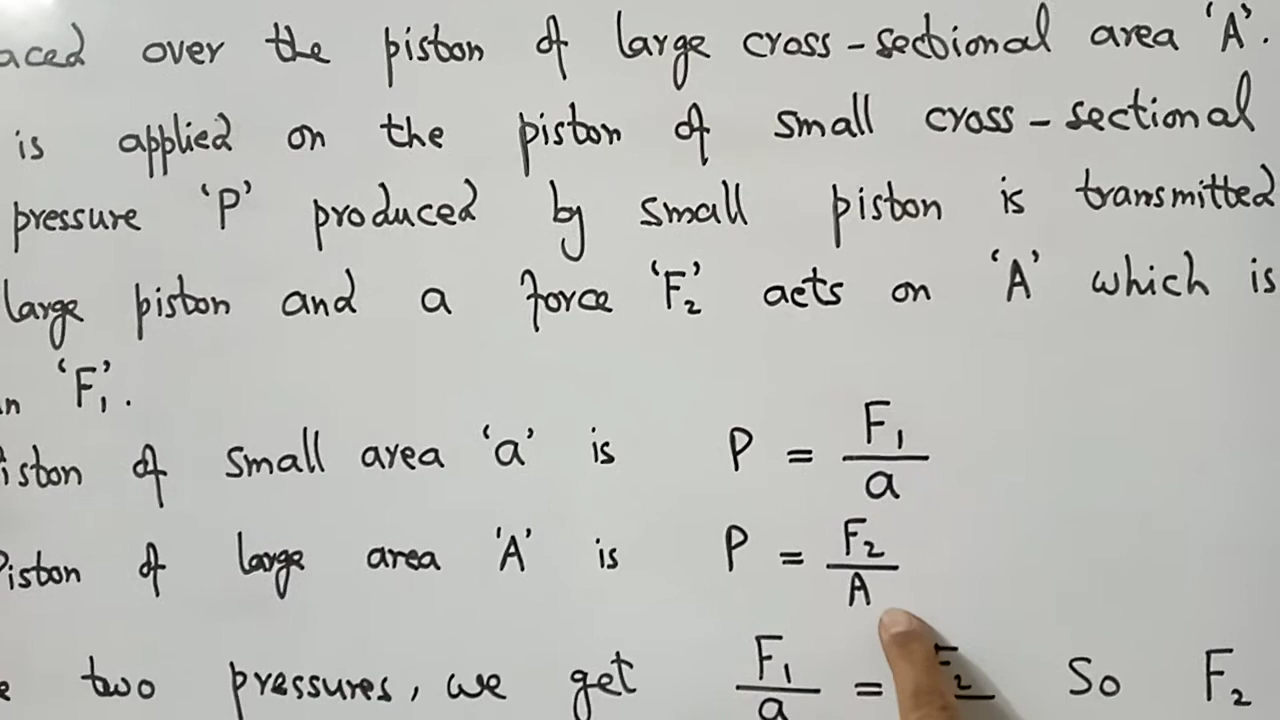 over the piston of large cross-sectional area 'A'.
is applied on the piston of small cross-sectional
pressure 'P' produced by small piston is transmitted
large piston and a force 'F₂' acts on 'A' which is
'F₁'.
of small area 'a' is P = F₁/a
of large area 'A' is P = F₂/A
two pressures, we get F₁/a = So F₂